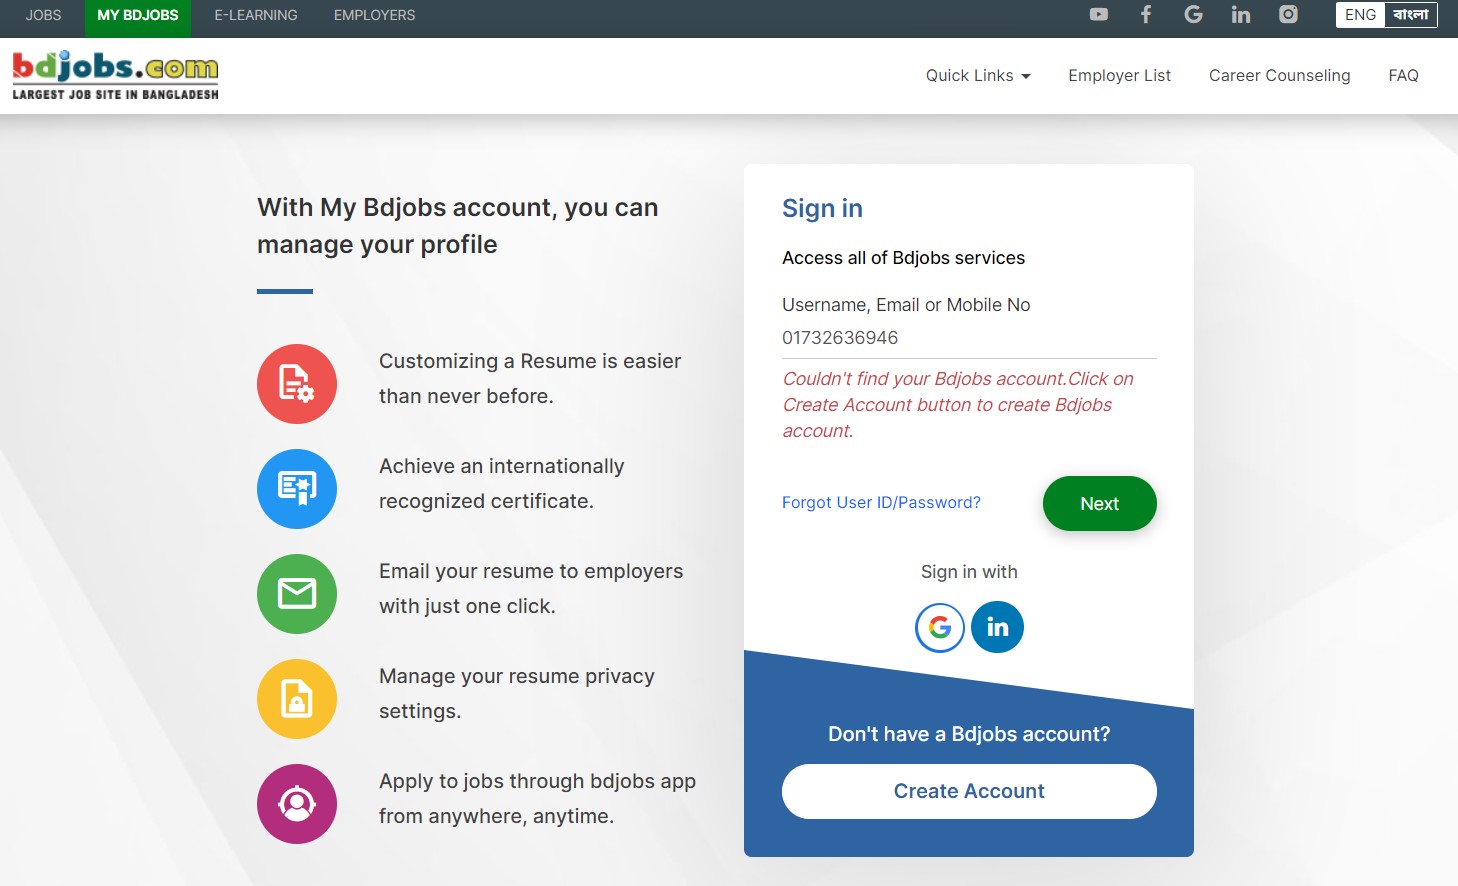 JOBS MY BDJOBS E-LEARNING EMPLOYERS ENG বাংলা
bdjobs.com
LARGEST JOB SITE IN BANGLADESH
Quick Links Employer List Career Counseling FAQ
With My Bdjobs account, you can
manage your profile
Customizing a Resume is easier
than never before.
Achieve an internationally
recognized certificate.
Email your resume to employers
with just one click.
Manage your resume privacy
settings.
Apply to jobs through bdjobs app
from anywhere, anytime.
Sign in
Access all of Bdjobs services
Username, Email or Mobile No
01732636946
Couldn't find your Bdjobs account.Click on
Create Account button to create Bdjobs
account.
Forgot User ID/Password? Next
Sign in with
Don't have a Bdjobs account?
Create Account